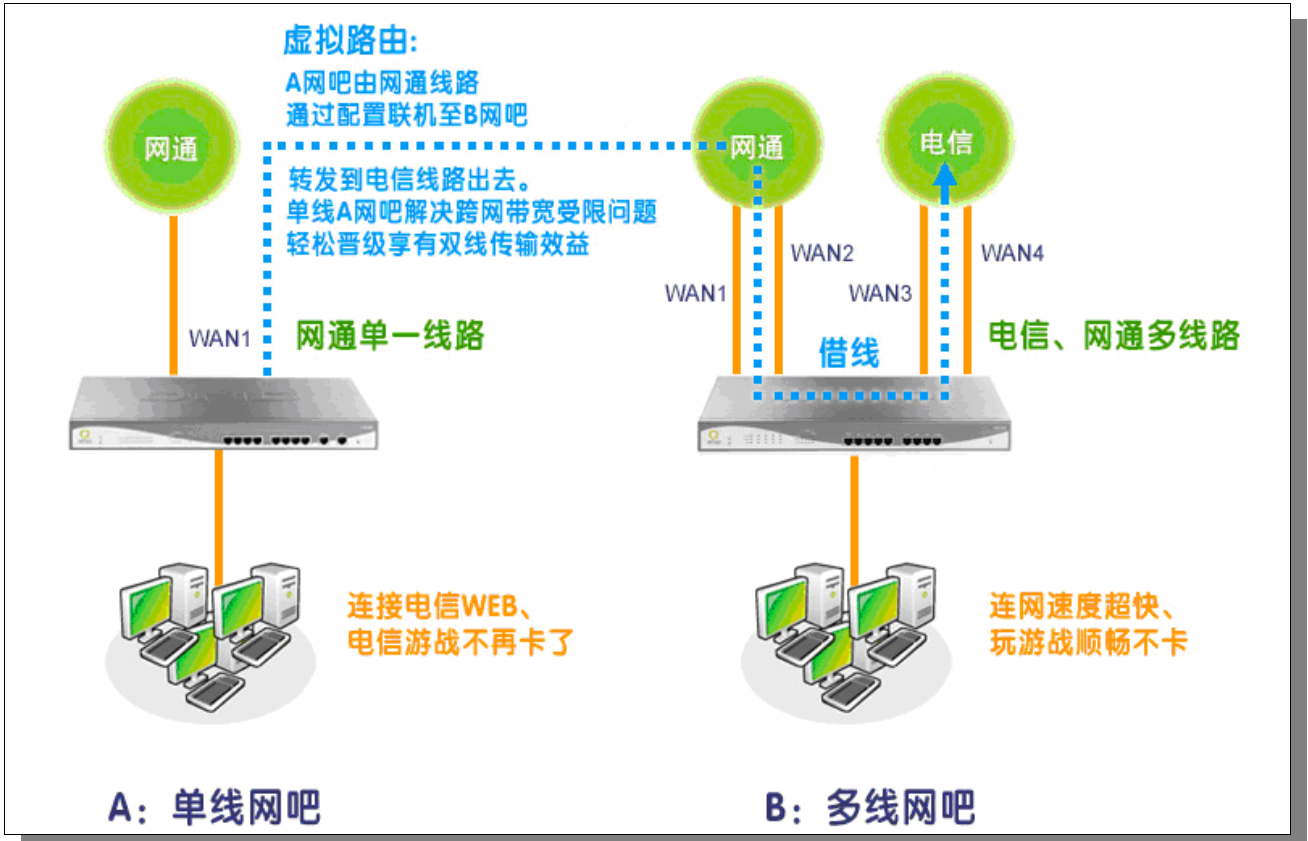 虚拟路由:
A网吧由网通线路
通过配置联机至B网吧
网通
网通
电信
转发到电信线路出去。
单线A网吧解决跨网带宽受限问题
轻松晋级享有双线传输效益
WAN2
WAN4
WAN1
WAN3
WAN1
网通单一线路
借线
电信、网通多线路
连接电信WEB、
电信游战不再卡了
连网速度超快、
玩游战顺畅不卡
A：单线网吧
B：多线网吧